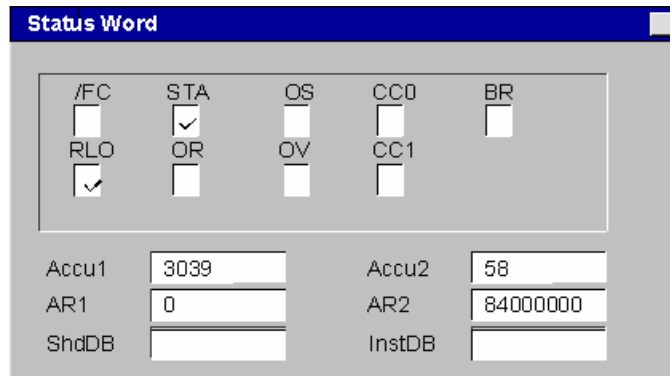 Status Word
/FC STA OS CC0 BR
RLO OR OV CC1
Accu1 3039 Accu2 58
AR1 0 AR2 84000000
ShdDB InstDB